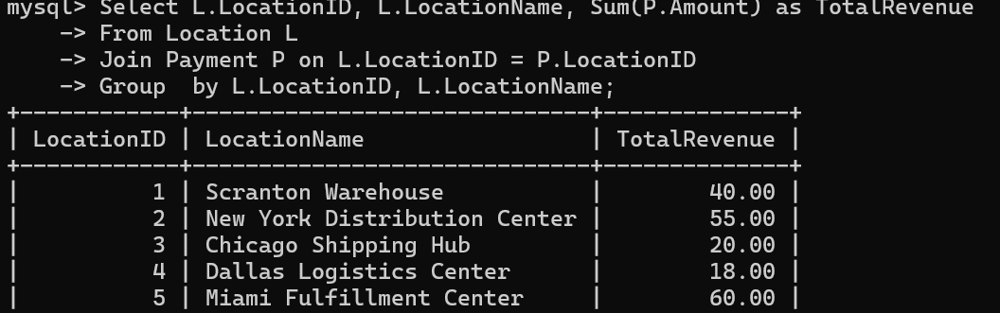 mysql> Select L.LocationID, L.LocationName, Sum(P.Amount) as TotalRevenue
    -> From Location L
    -> Join Payment P on L.LocationID = P.LocationID
    -> Group  by L.LocationID, L.LocationName;
+------------+-----------------------------+--------------+
| LocationID | LocationName                | TotalRevenue |
+------------+-----------------------------+--------------+
|          1 | Scranton Warehouse          |        40.00 |
|          2 | New York Distribution Center |        55.00 |
|          3 | Chicago Shipping Hub        |        20.00 |
|          4 | Dallas Logistics Center     |        18.00 |
|          5 | Miami Fulfillment Center    |        60.00 |